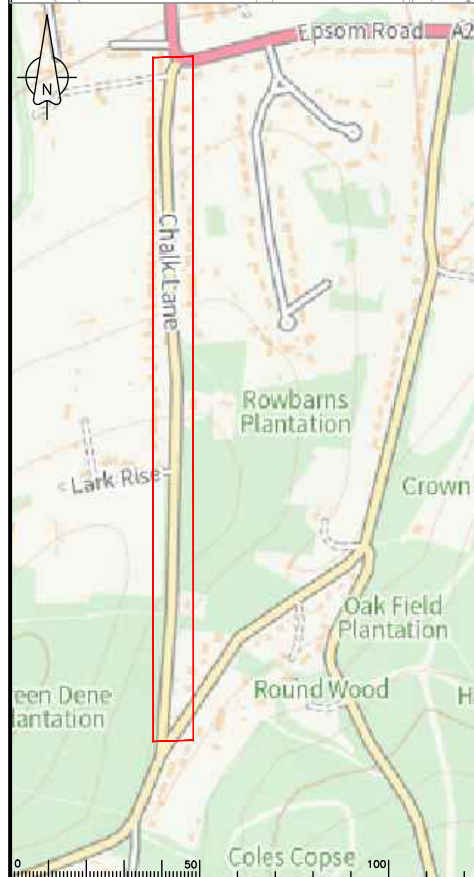 Epsom Road A2
N
Chalk Lane
Rowbarns
Plantation
Lark Rise
Crown
Oak Field
Plantation
Round Wood
een Dene
lantation
H
Coles Copse
0 50 100